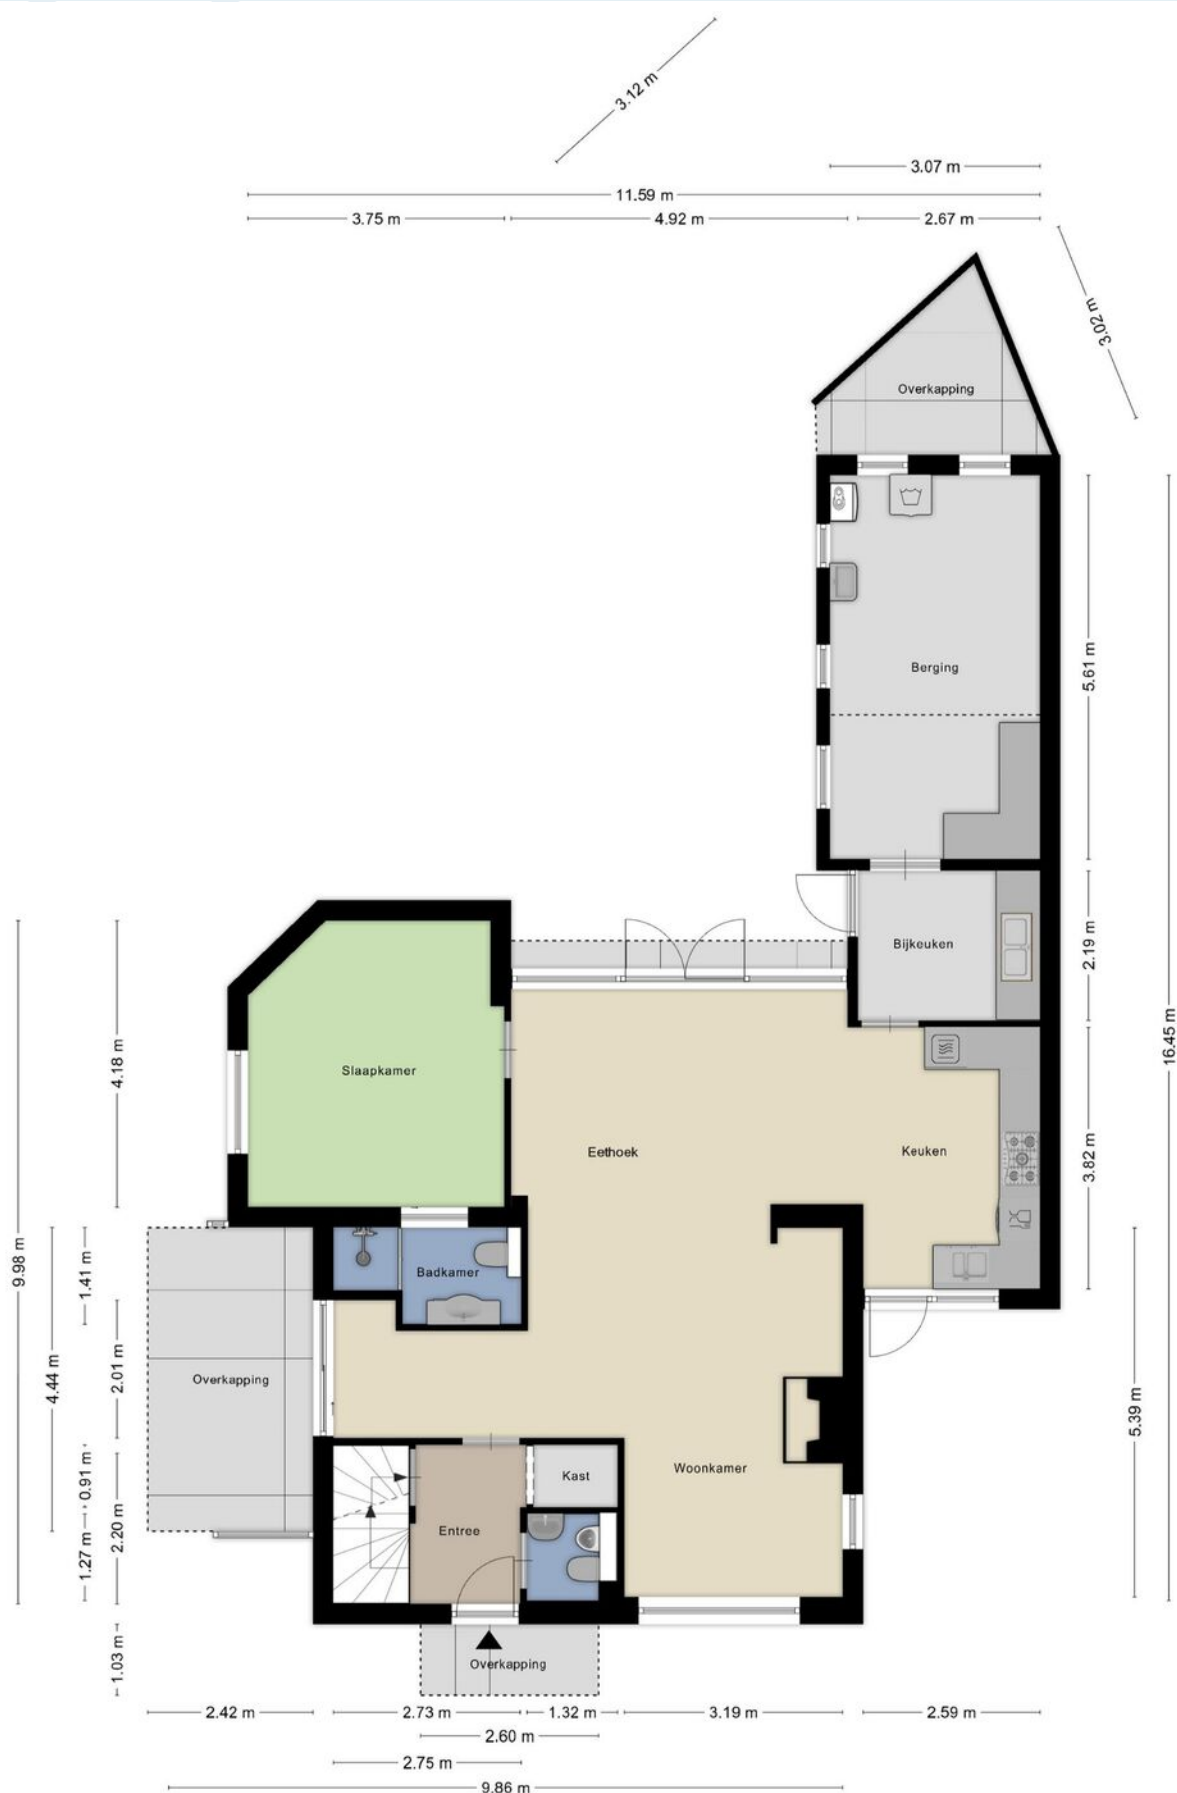 3.12 m
3.07 m
11.59 m
3.75 m
4.92 m
2.67 m
3.02 m
Overkapping
Berging
5.61 m
16.45 m
Bijkeuken
2.19 m
Slaapkamer
4.18 m
Eethoek
Keuken
3.82 m
9.98 m
1.41 m
Badkamer
4.44 m
2.01 m
Overkapping
5.39 m
Woonkamer
Kast
0.91 m
Entree
1.27 m
2.20 m
1.03 m
Overkapping
2.42 m
2.73 m
1.32 m
3.19 m
2.59 m
2.60 m
2.75 m
9.86 m